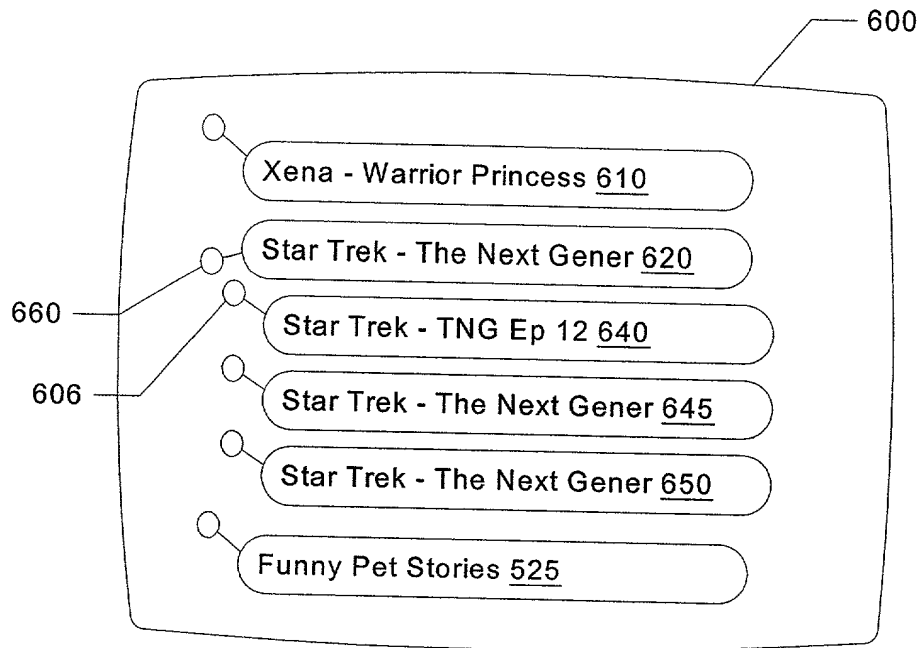 600
Xena - Warrior Princess 610
Star Trek - The Next Gener 620
660
Star Trek - TNG Ep 12 640
606
Star Trek - The Next Gener 645
Star Trek - The Next Gener 650
Funny Pet Stories 525